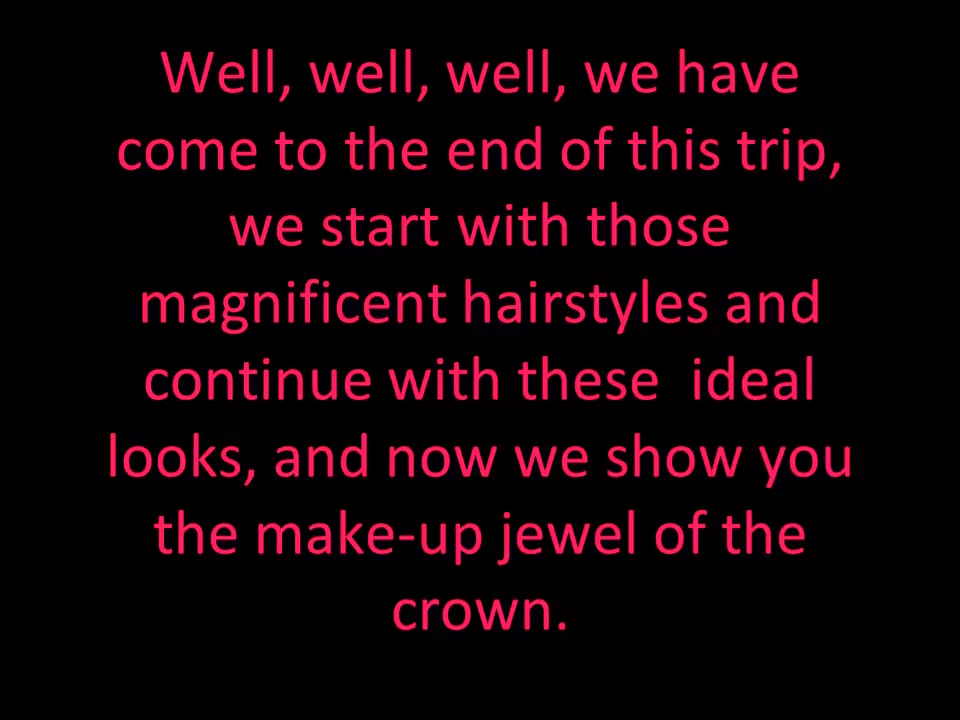 Well, well, well, we have
come to the end of this trip,
we start with those
magnificent hairstyles and
continue with these  ideal
looks, and now we show you
the make-up jewel of the
crown.